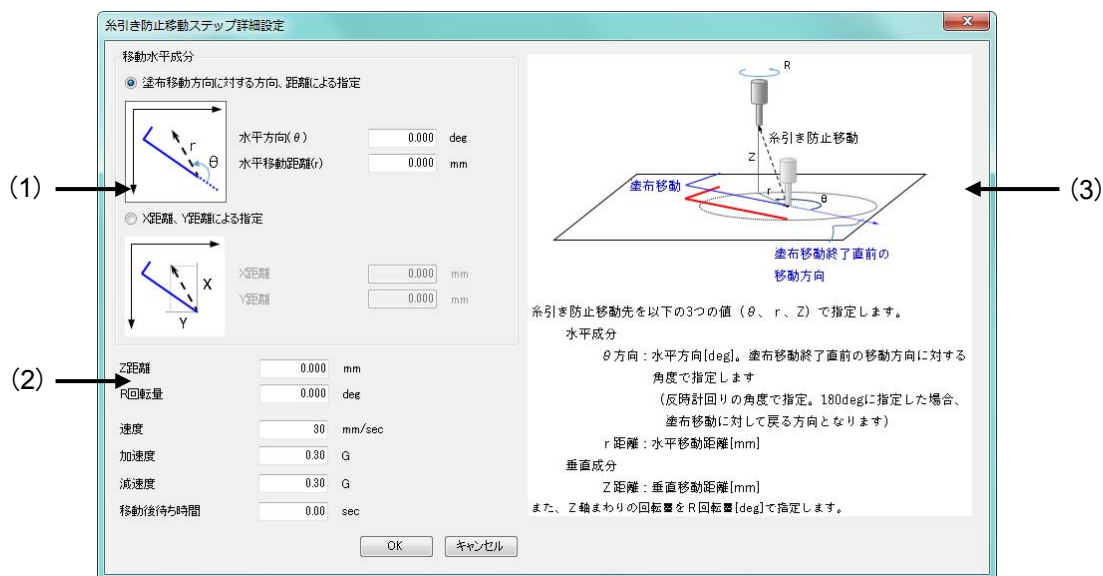 糸引き防止移動ステップ詳細設定
移動水平成分
塗布移動方向に対する方向、距離による指定
r
θ
水平方向(θ) 0.000 deg
水平移動距離(r) 0.000 mm
(1)
X距離、Y距離による指定
X
Y
X距離 0.000 mm
Y距離 0.000 mm
(2)
Z距離 0.000 mm
R回転量 0.000 deg
速度 30 mm/sec
加速度 0.30 G
減速度 0.30 G
移動後待ち時間 0.00 sec
OK キャンセル
R
糸引き防止移動
Z
塗布移動
r
θ
塗布移動終了直前の
移動方向
(3)
糸引き防止移動先を以下の3つの値（θ、r、Z）で指定します。
水平成分
θ方向：水平方向[deg]。塗布移動終了直前の移動方向に対する
角度で指定します
（反時計回りの角度で指定。180degに指定した場合、
塗布移動に対して戻る方向となります）
r距離：水平移動距離[mm]
垂直成分
Z距離：垂直移動距離[mm]
また、Z軸まわりの回転量をR回転量[deg]で指定します。